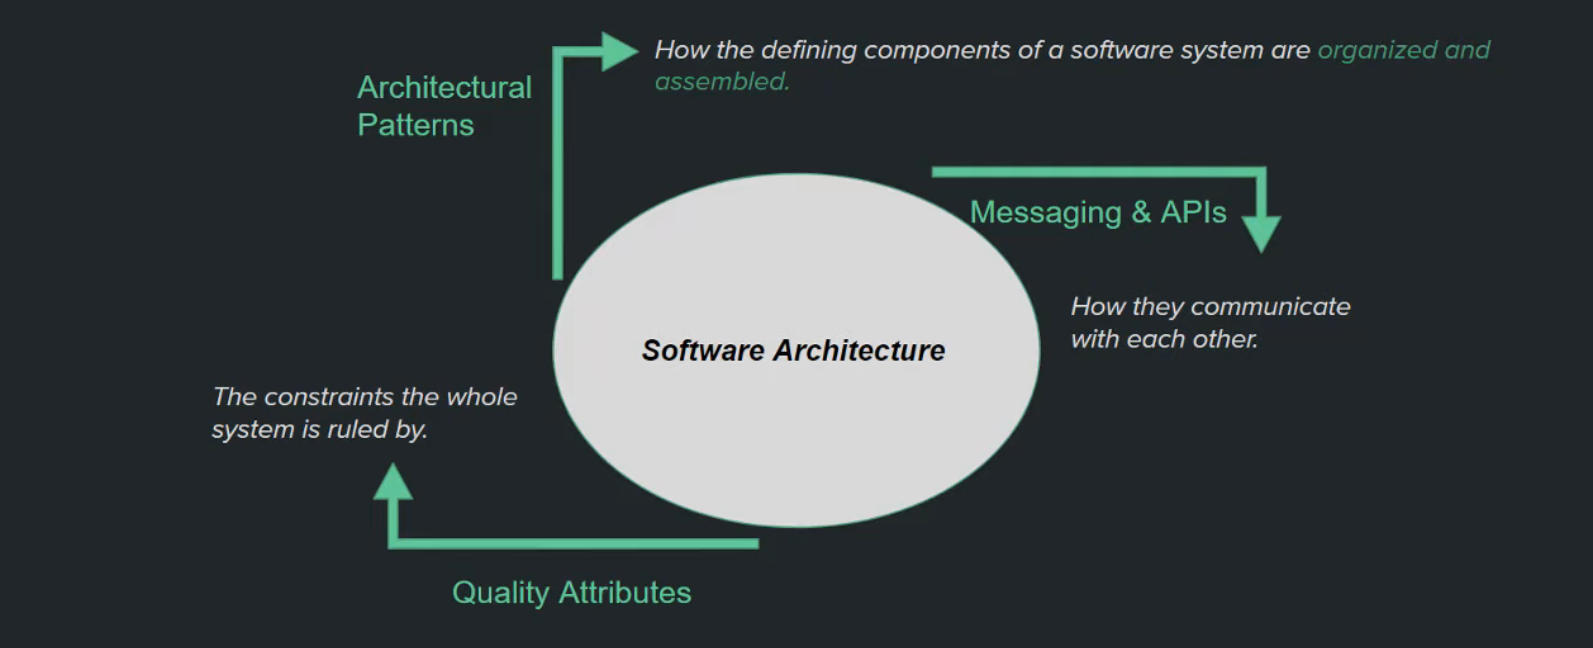 How the defining components of a software system are organized and
assembled.
Architectural
Patterns
Messaging & APIs
How they communicate
with each other.
Software Architecture
The constraints the whole
system is ruled by.
Quality Attributes